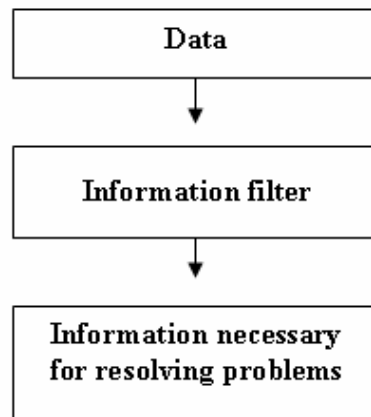 Data
Information filter
Information necessary
for resolving problems